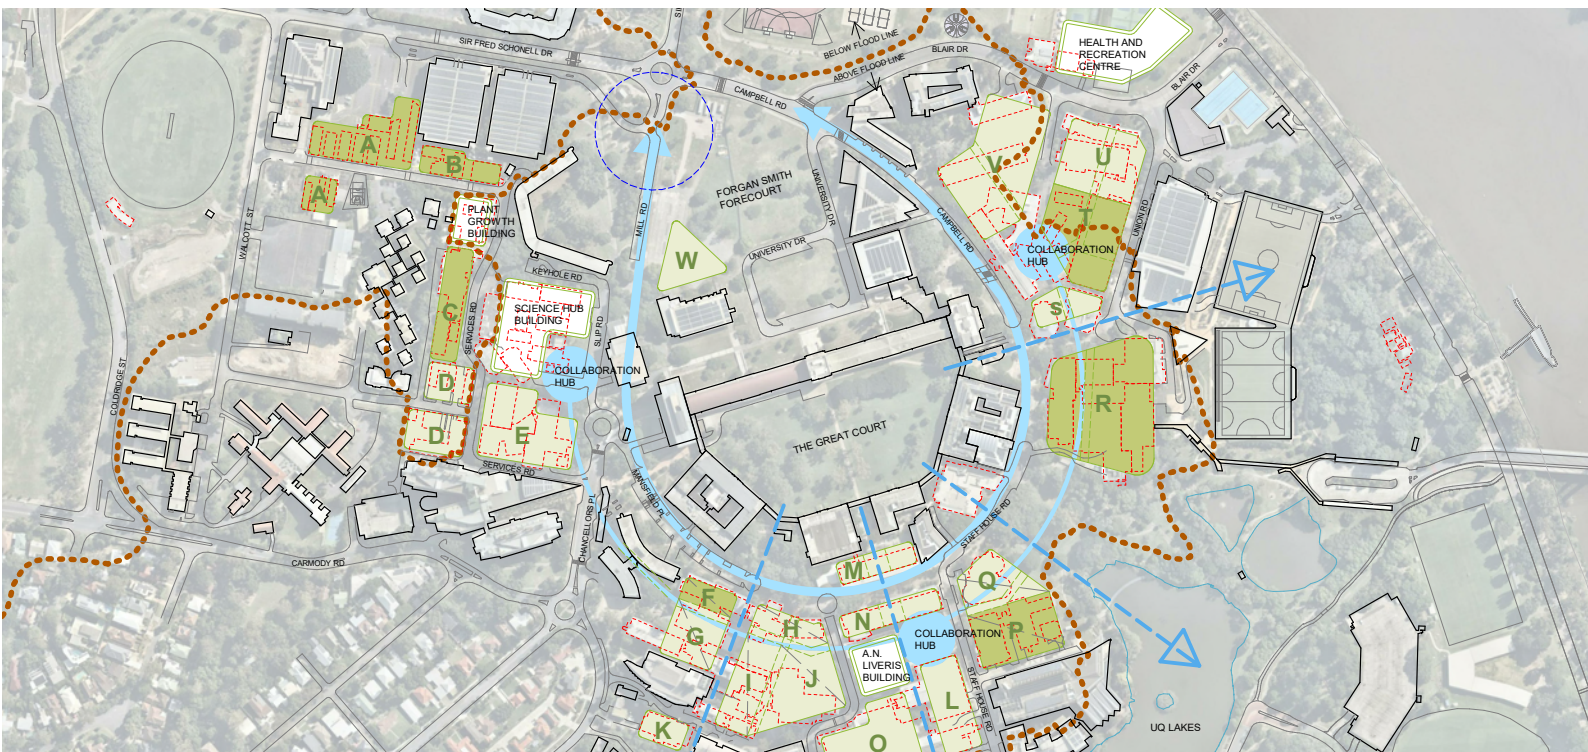 SIR FRED SCHONELL DR
BELOW FLOOD LINE
ABOVE FLOOD LINE
BLAIR DR
HEALTH AND
RECREATION
CENTRE
BLAIR DR
CAMPBELL RD
A
B
A
V
U
T
PLANT
GROWTH
BUILDING
WALCOTT ST
MILL RD
FORGAN SMITH
FORECOURT
UNIVERSITY DR
UNIVERSITY DR
CAMPBELL RD
UNION RD
COLLABORATION
HUB
W
KEYHOLE RD
SCIENCE HUB
BUILDING
SLIP RD
SERVICES RD
C
S
COLLABORATION
HUB
COLDRIDGE ST
D
D
E
R
THE GREAT COURT
SERVICES RD
MANSFIELD PL
CHANCELLORS PL
STAFF HOUSE RD
CARMODY RD
M
Q
F
G
H
N
P
COLLABORATION
HUB
A.N.
LIVERIS
BUILDING
I
J
L
K
O
STAFF HOUSE RD
UQ LAKES